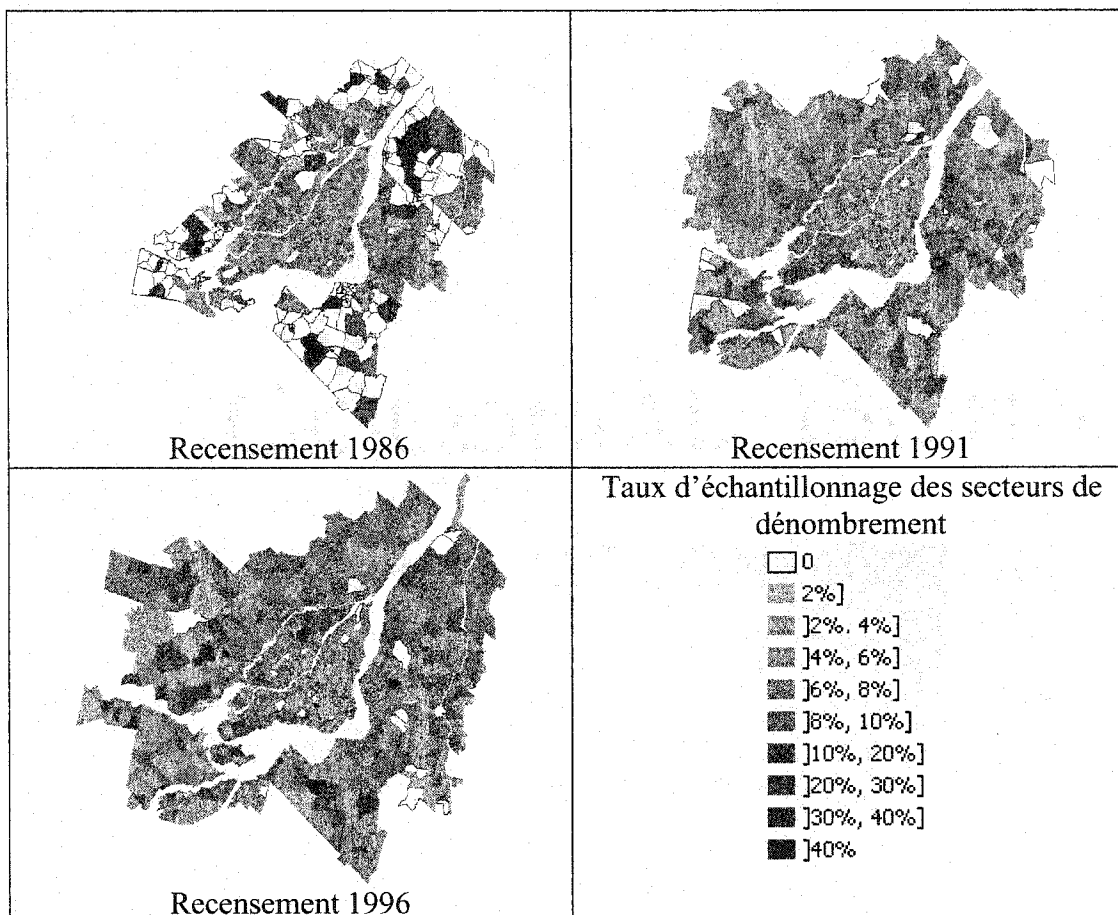 Recensement 1986
Recensement 1991
Recensement 1996
Taux d'échantillonnage des secteurs de
dénombrement
0
2%]
]2%. 4%]
]4%, 6%]
]6%, 8%]
]8%, 10%]
]10%, 20%]
]20%, 30%]
]30%, 40%]
]40%